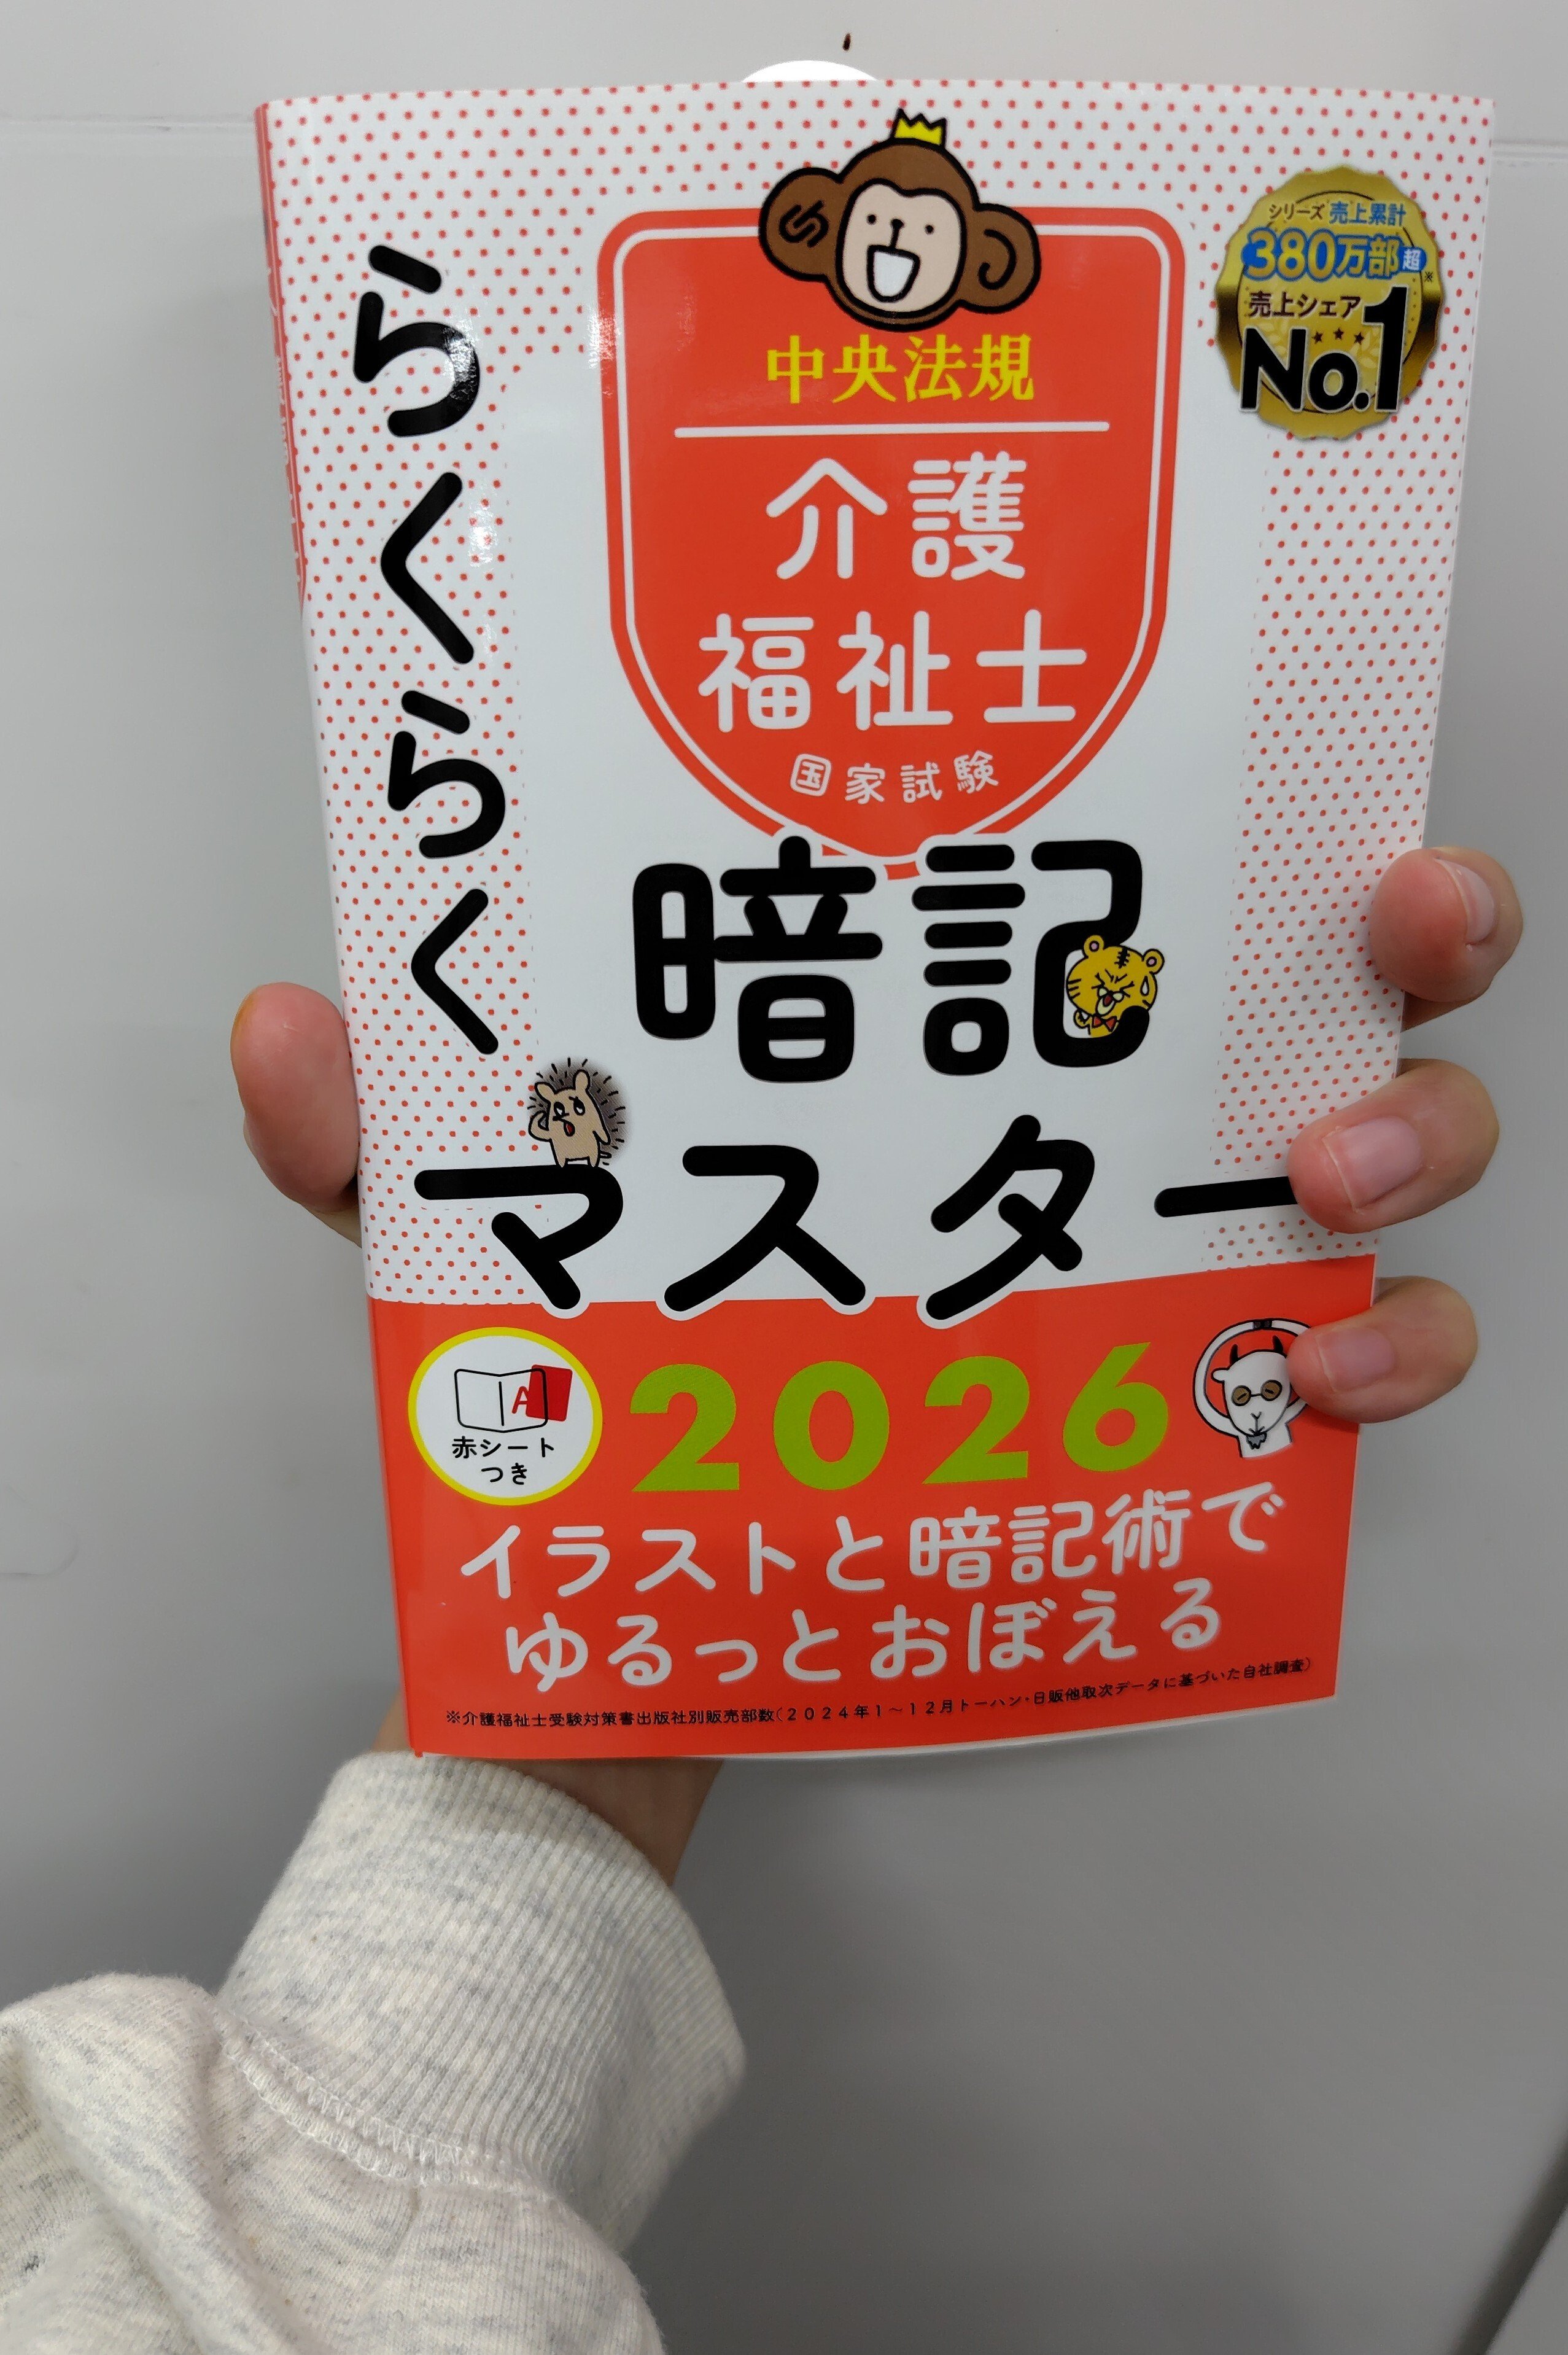 らくらく
中央法規
介護
福祉士
国家試験
暗記
マスター
シリーズ 売上累計
380万部超※
売上シェア
No.1
2026
赤シート
つき
イラストと暗記術で
ゆるっとおぼえる
※介護福祉士受験対策書出版社別販売部数(2024年1~12月トーハン・日販他取次データに基づいた自社調査)